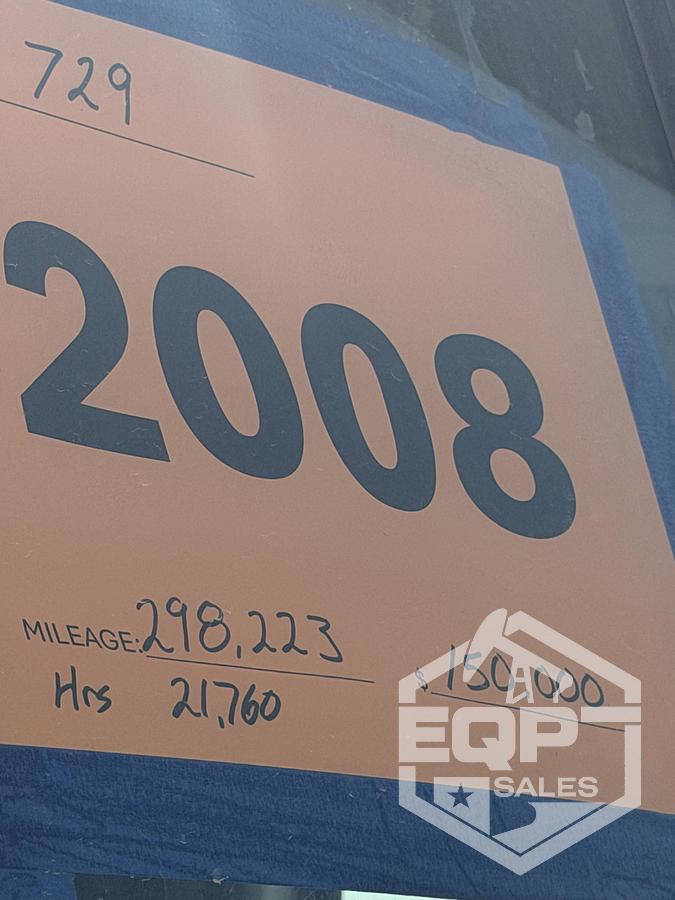 729
2008
MILEAGE: 298,223
$ 150,000
Hrs 21,760
EQP
SALES